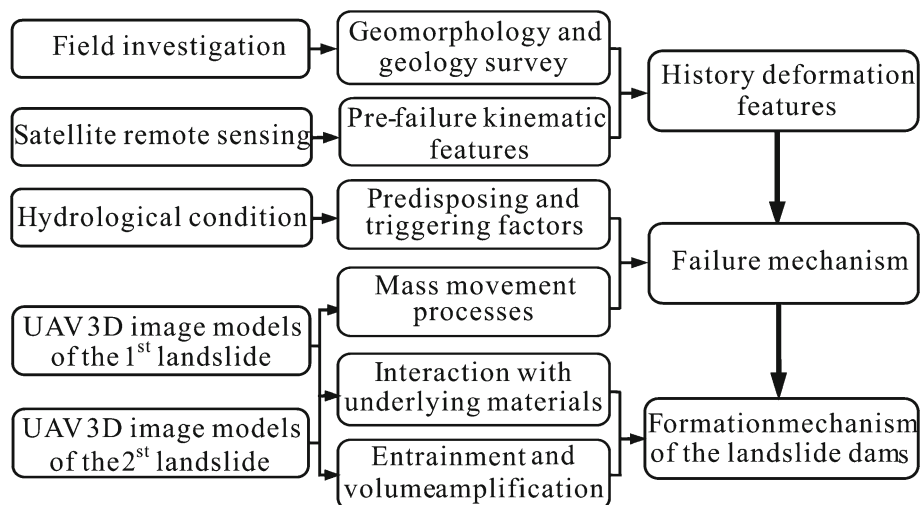 Field investigation
Geomorphology and
geology survey
History deformation
features
Satellite remote sensing
Pre-failure kinematic
features
Hydrological condition
Predisposing and
triggering factors
Failure mechanism
Mass movement
processes
UAV 3D image models
of the 1st landslide
Interaction with
underlying materials
UAV 3D image models
of the 2st landslide
Entrainment and
volumeamplification
Formationmechanism
of the landslide dams